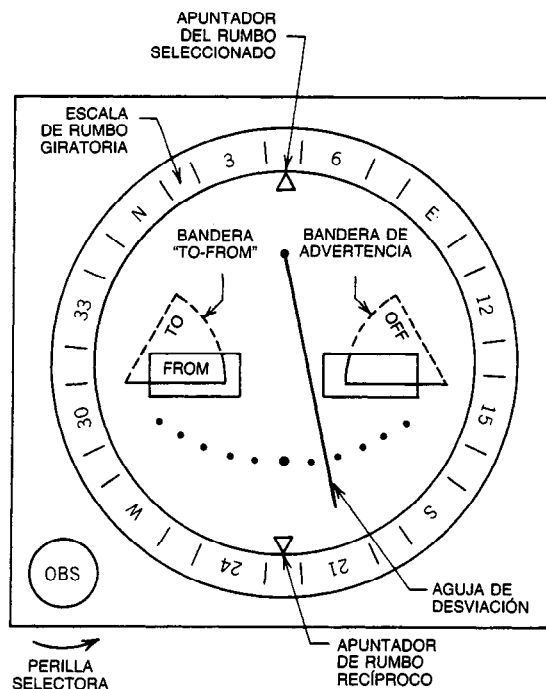 APUNTADOR
DEL RUMBO
SELECCIONADO
ESCALA
DE RUMBO
GIRATORIA
3
6
N
E
33
12
30
15
W
S
24
21
BANDERA
"TO-FROM"
BANDERA DE
ADVERTENCIA
TO
OFF
FROM
OBS
AGUJA DE
DESVIACIÓN
PERILLA
SELECTORA
APUNTADOR
DE RUMBO
RECÍPROCO